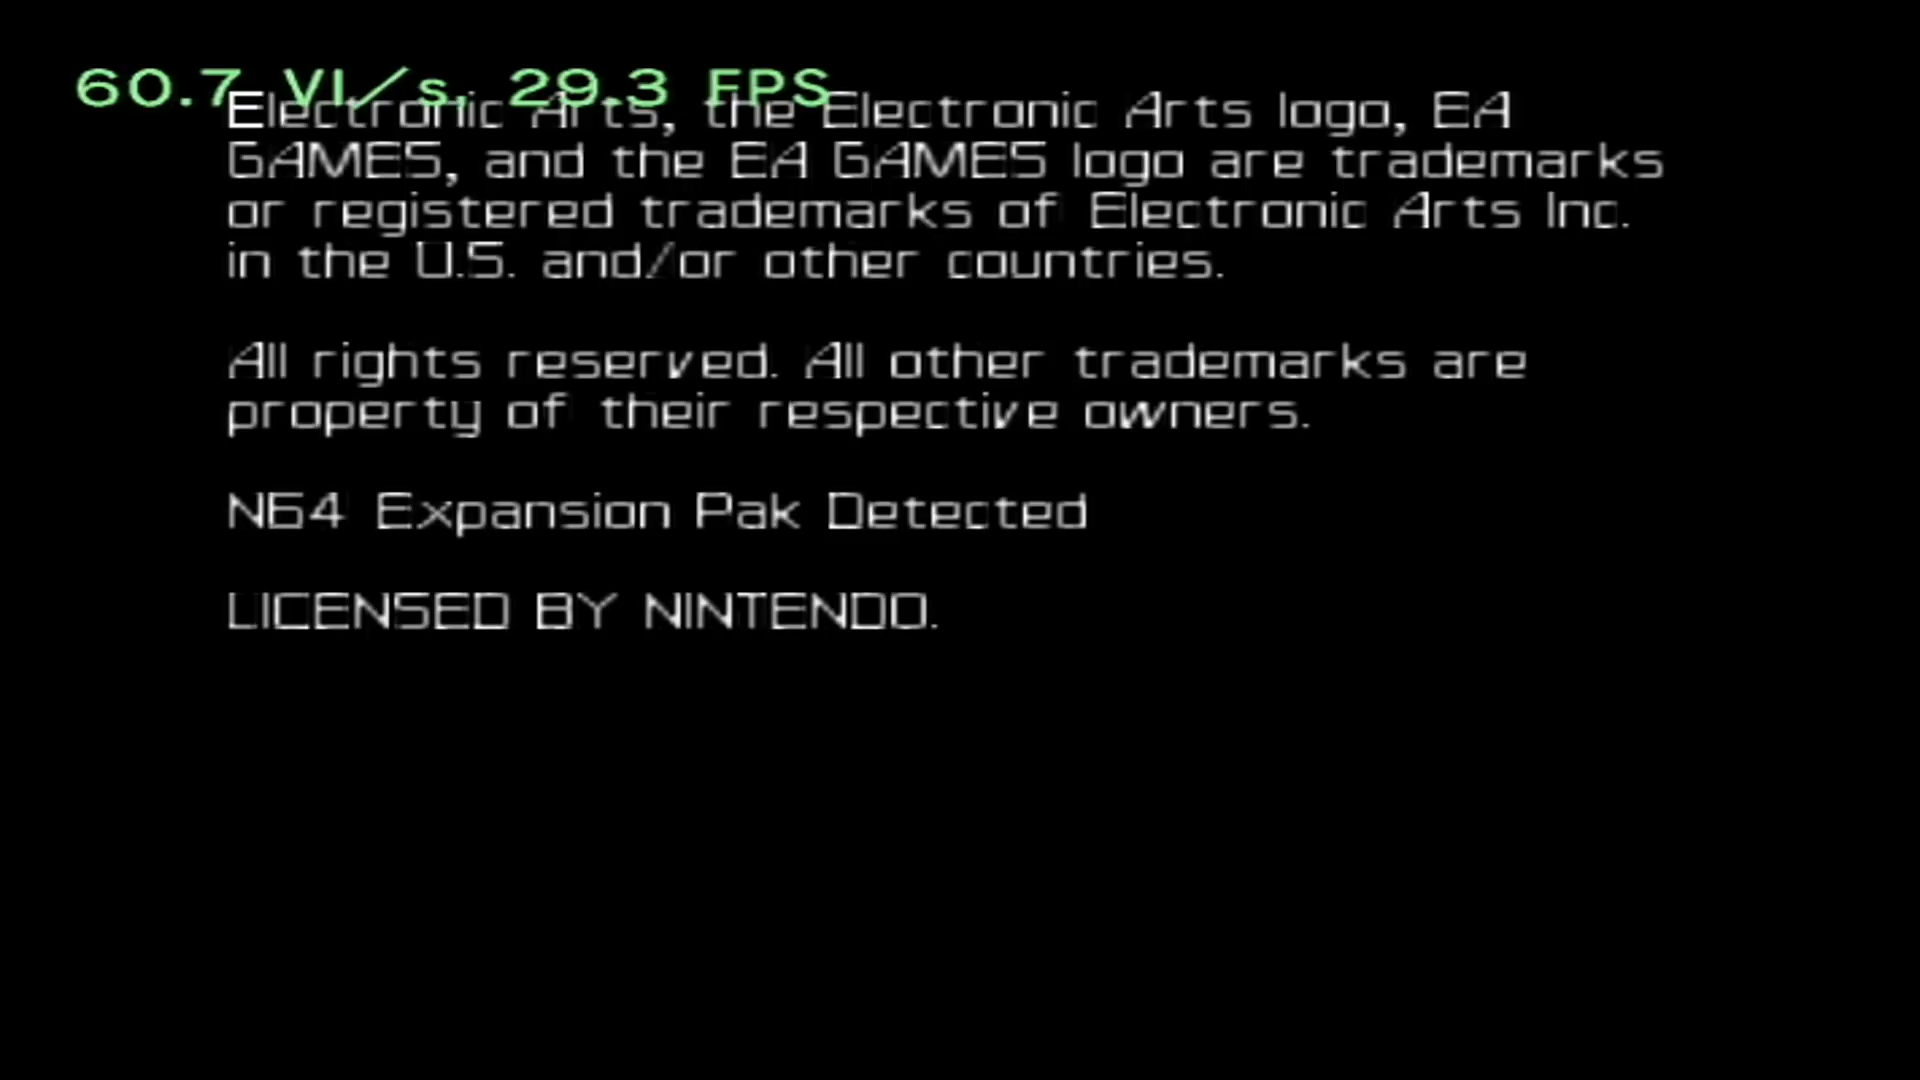 60.7 VI/s, 29.3 FPS
Electronic Arts, the Electronic Arts logo, EA
GAMES, and the EA GAMES logo are trademarks
or registered trademarks of Electronic Arts Inc.
in the U.S. and/or other countries.
All rights reserved. All other trademarks are
property of their respective owners.
N64 Expansion Pak Detected
LICENSED BY NINTENDO.